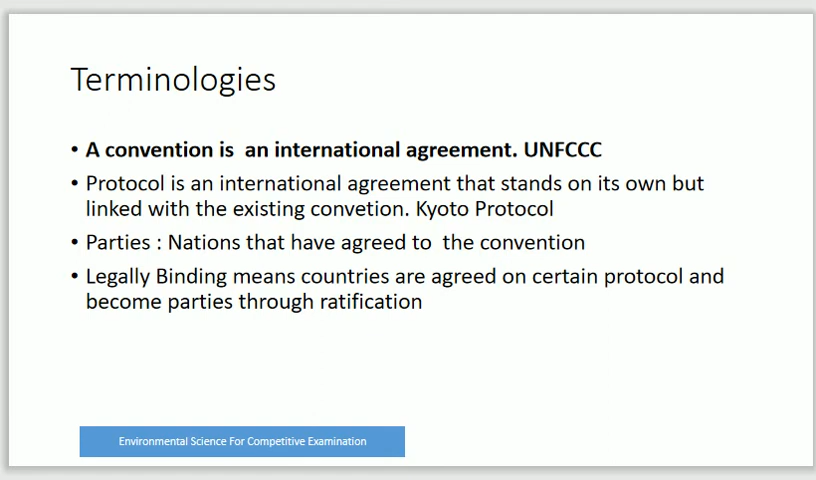 Terminologies
• A convention is  an international agreement. UNFCCC
• Protocol is an international agreement that stands on its own but
linked with the existing convetion. Kyoto Protocol
• Parties : Nations that have agreed to  the convention
• Legally Binding means countries are agreed on certain protocol and
become parties through ratification
Environmental Science For Competitive Examination